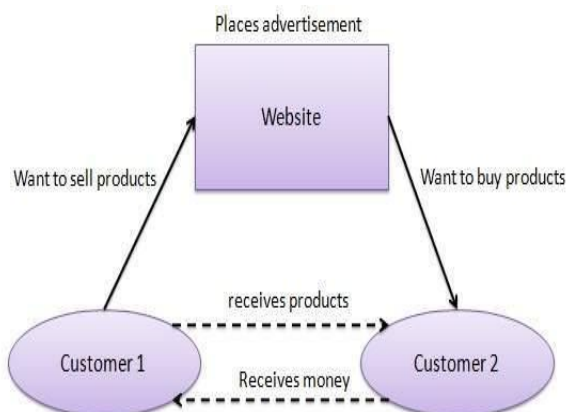 Places advertisement
Website
Want to sell products
Want to buy products
receives products
Customer 1
Customer 2
Receives money